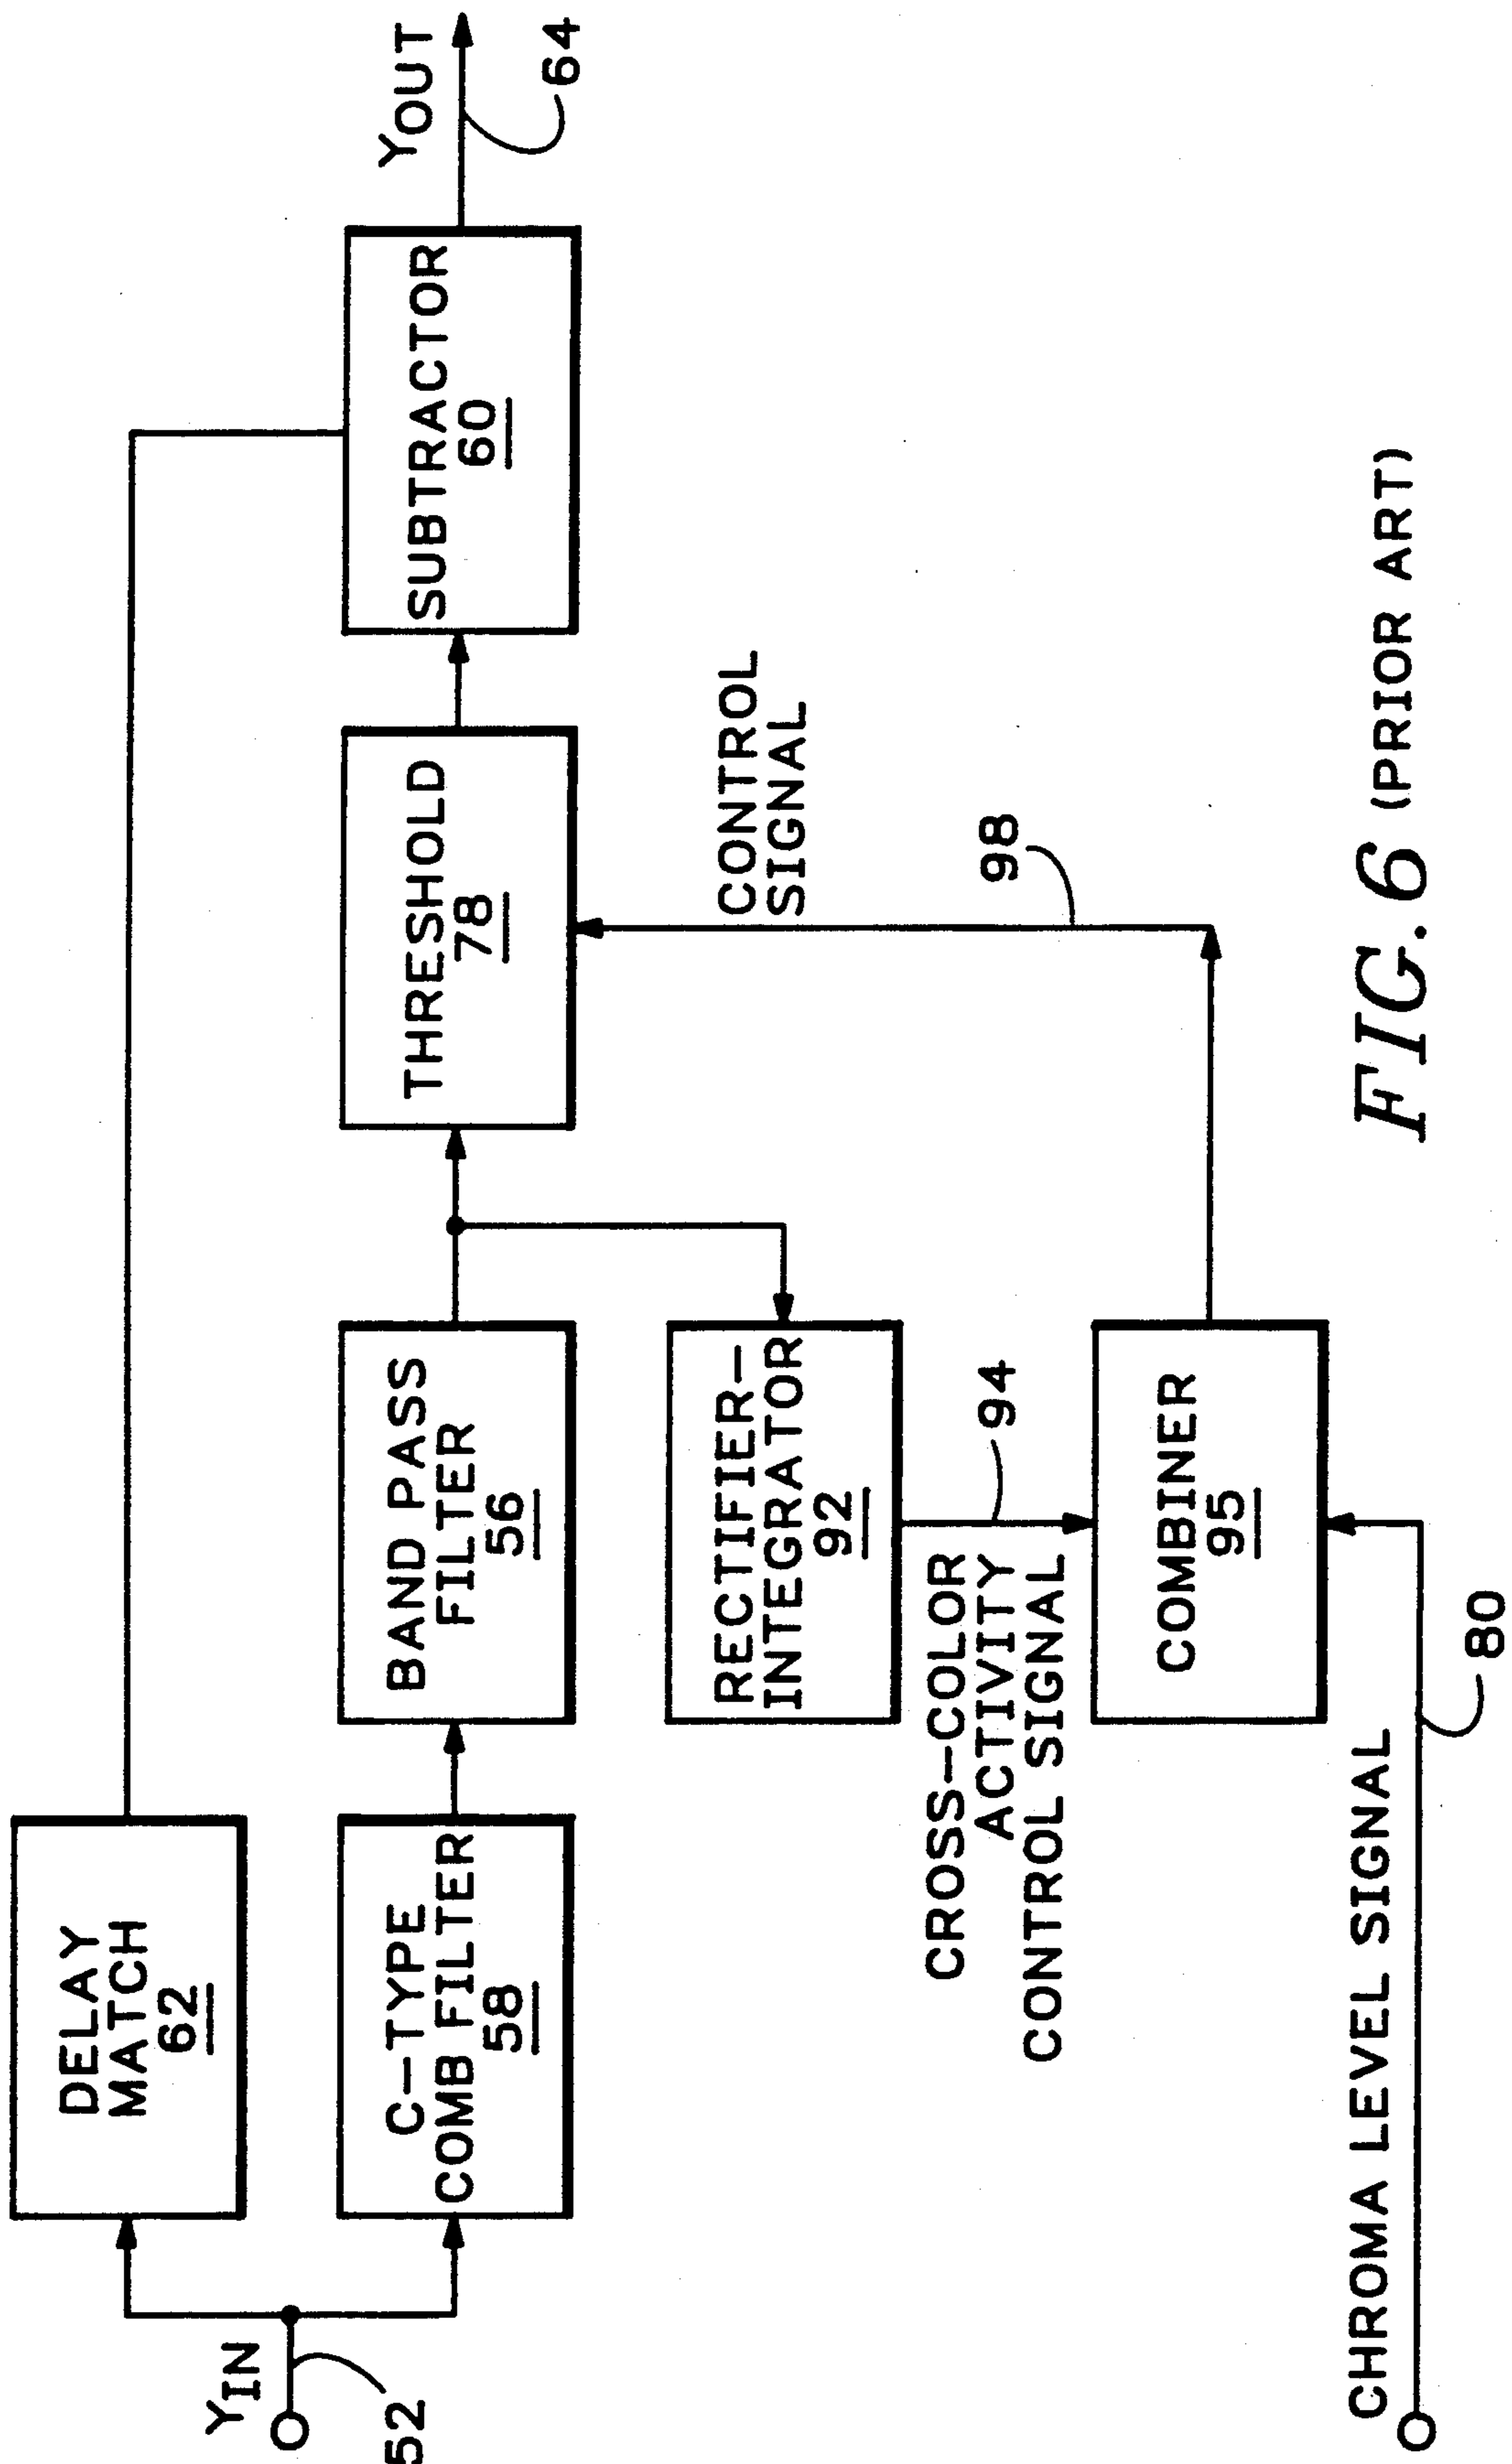 DELAY
MATCH
62
YIN
52
C-TYPE
COMB FILTER
58
BAND PASS
FILTER
56
THRESHOLD
78
SUBTRACTOR
60
YOUT
64
RECTIFIER-
INTEGRATOR
92
CONTROL
SIGNAL
CROSS-COLOR
ACTIVITY
CONTROL SIGNAL
94
98
COMBINER
95
CHROMA LEVEL SIGNAL
80
FIG. 6 (PRIOR ART)